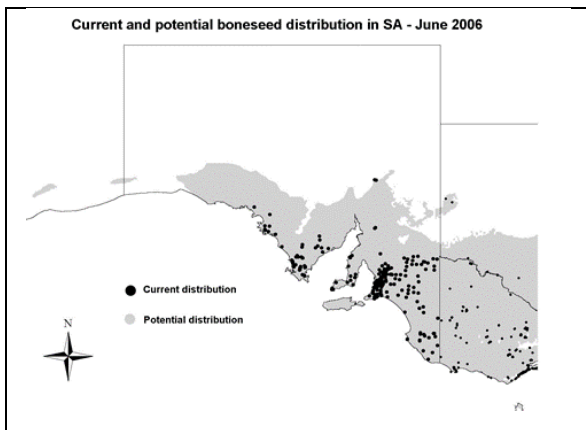 Current and potential boneseed distribution in SA - June 2006
Current distribution
Potential distribution
N